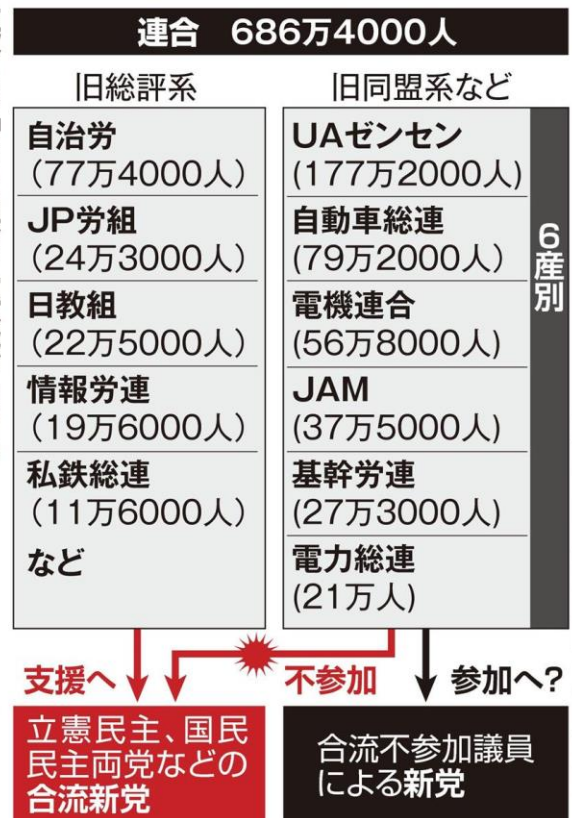 連合 686万4000人
旧総評系
自治労
（77万4000人）
JP労組
（24万3000人）
日教組
（22万5000人）
情報労連
（19万6000人）
私鉄総連
（11万6000人）
など
旧同盟系など
UAゼンセン
(177万2000人)
自動車総連
(79万2000人)
電機連合
(56万8000人)
JAM
(37万5000人)
基幹労連
(27万3000人)
電力総連
(21万人)
6産別
支援へ
不参加
参加へ?
立憲民主、国民
民主両党などの
合流新党
合流不参加議員
による新党